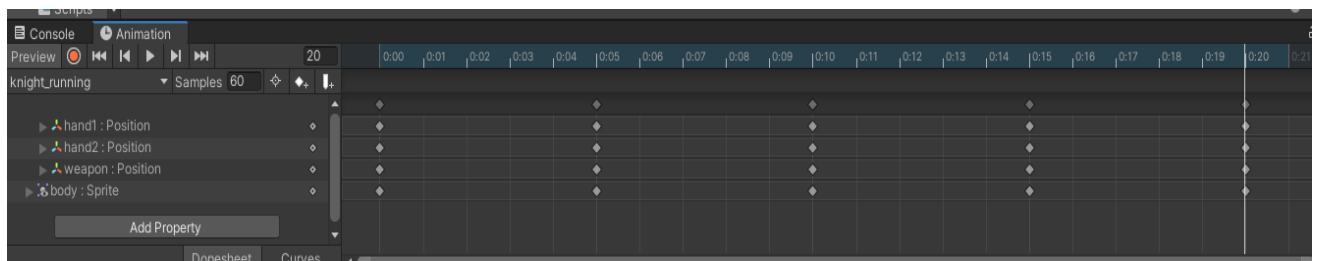 Scripts
Console Animation
Preview 20 0:00 0:01 0:02 0:03 0:04 0:05 0:06 0:07 0:08 0:09 0:10 0:11 0:12 0:13 0:14 0:15 0:16 0:17 0:18 0:19 0:20 0:21
knight_running Samples 60
hand1 : Position
hand2 : Position
weapon : Position
body : Sprite
Add Property
Dopesheet Curves